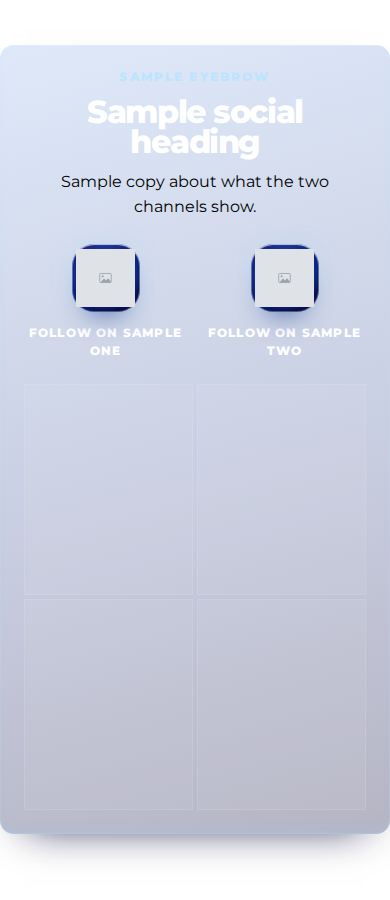 SAMPLE EYEBROW
Sample social
heading
Sample copy about what the two
channels show.
FOLLOW ON SAMPLE
ONE
FOLLOW ON SAMPLE
TWO